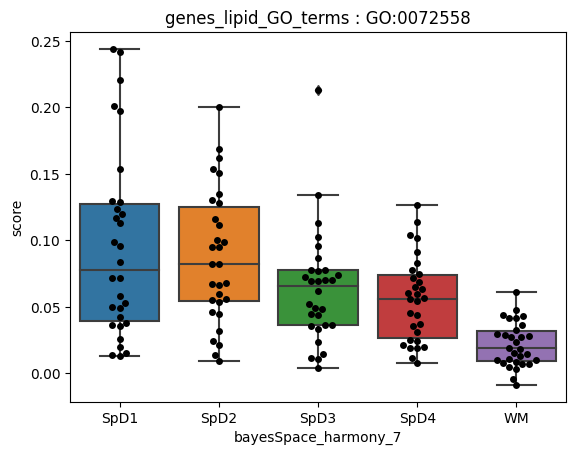 genes_lipid_GO_terms : GO:0072558
0.25
0.20
0.15
0.10
0.05
0.00
score
SpD1 SpD2 SpD3 SpD4 WM
bayesSpace_harmony_7